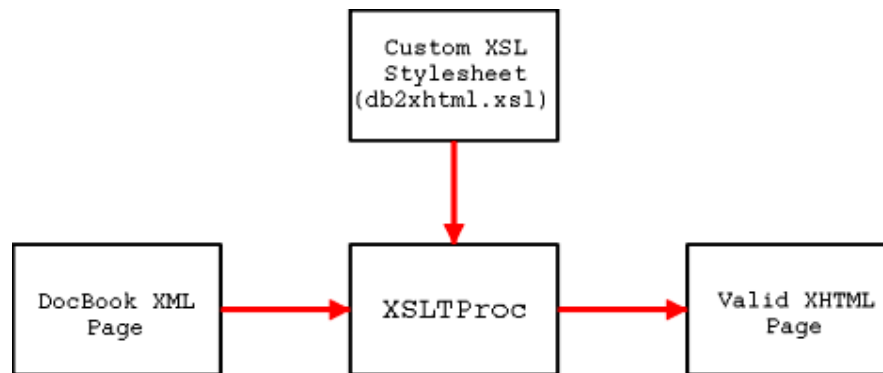 Custom XSL
Stylesheet
(db2xhtml.xsl)
DocBook XML
Page
XSLTProc
Valid XHTML
Page